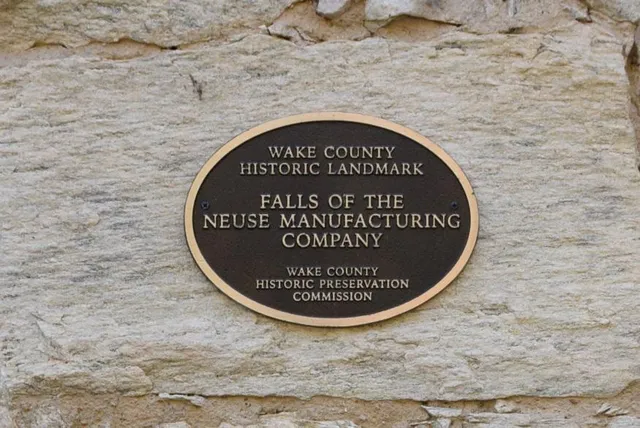 WAKE COUNTY
HISTORIC LANDMARK
FALLS OF THE
NEUSE MANUFACTURING
COMPANY
WAKE COUNTY
HISTORIC PRESERVATION
COMMISSION